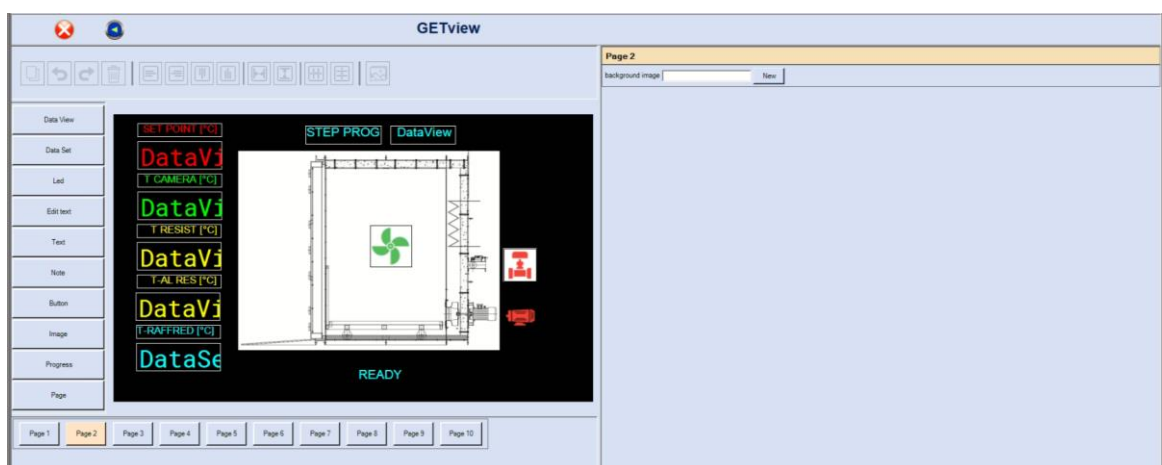 GETview
Page 2
background image
New
Data View
Data Set
Led
Edit text
Text
Note
Button
Image
Progress
Page
SET POINT [°C]
DataVi
T CAMERA [°C]
DataVi
T RESIST [°C]
DataVi
T-AL RES [°C]
DataVi
T-RAFFRED [°C]
DataSe
STEP PROG
DataView
READY
Page 1 Page 2 Page 3 Page 4 Page 5 Page 6 Page 7 Page 8 Page 9 Page 10